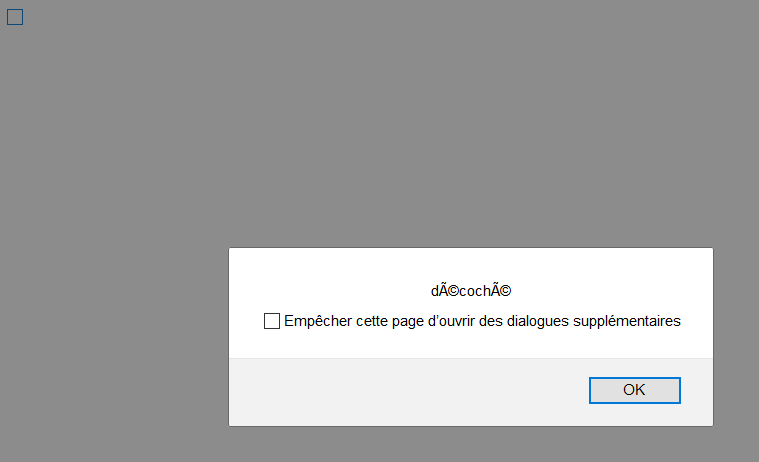 dÃ©cochÃ©
Empêcher cette page d'ouvrir des dialogues supplémentaires
OK